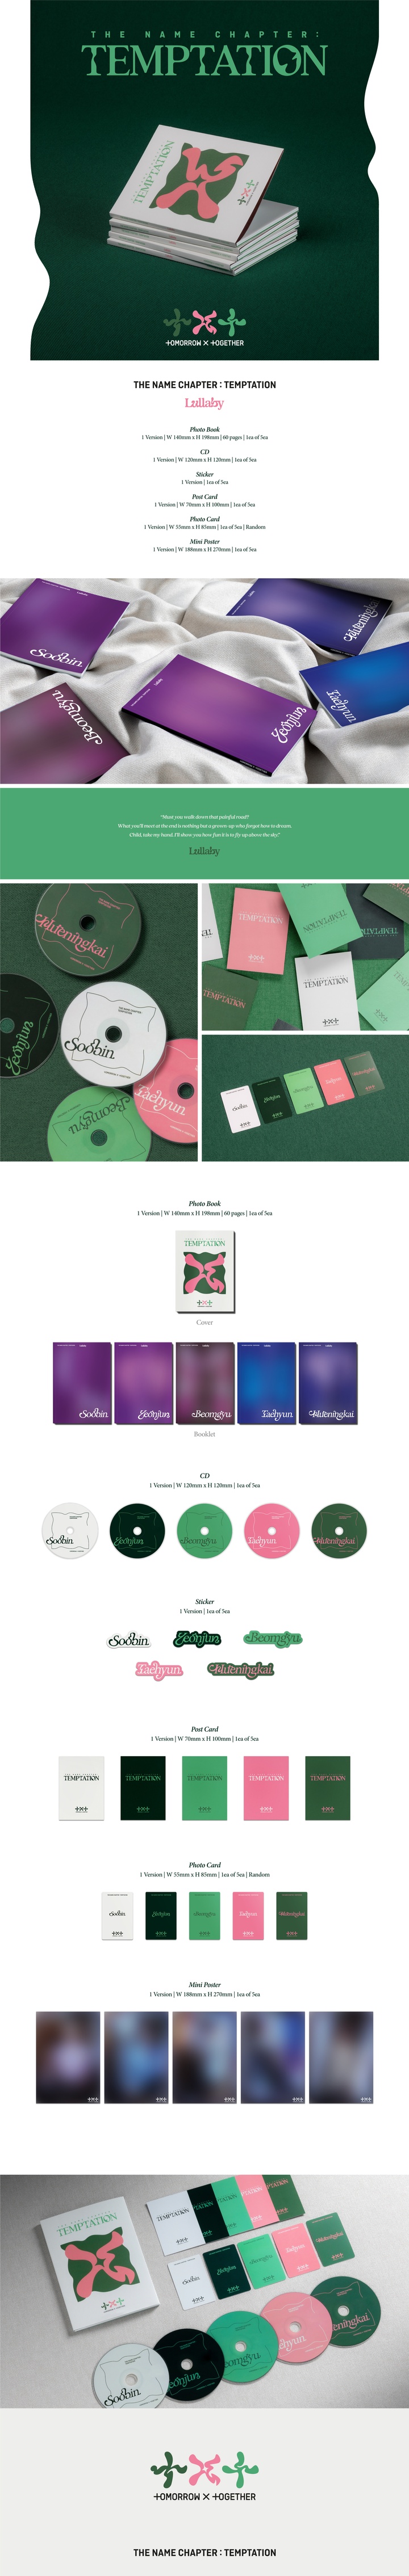 THE NAME CHAPTER:
TEMPTATION
TEMPTATION
TOMORROW X TOGETHER
THE NAME CHAPTER : TEMPTATION
Lullaby
Photo Book
1 Version | W 140mm x H 198mm | 60 pages | 1ea of 5ea
CD
1 Version | W 120mm x H 120mm | 1ea of 5ea
Sticker
1 Version | 1ea of 5ea
Post Card
1 Version | W 70mm x H 100mm | 1ea of 5ea
Photo Card
1 Version | W 55mm x H 85mm | 1ea of 5ea | Random
Mini Poster
1 Version | W 188mm x H 270mm | 1ea of 5ea
Soobin
Hueningkai
Beomgyu
Yeonjun
Taehyun
What you'll meet at the end is nothing but a grown-up who forgot how to dream.
Child, take my hand. I'll show you how fun it is to fly up above the sky."
Lullaby
Hueningkai
Yeonjun
Soobin
Taehyun
Beomgyu
TEMPTATION
TEMPTATION
TEMPTATION
TEMPTATION
Soobin
Yeonjun
Beomgyu
Taehyun
Hueningkai
Photo Book
1 Version | W 140mm x H 198mm | 60 pages | 1ea of 5ea
TEMPTATION
Cover
Soobin
Yeonjun
Beomgyu
Taehyun
Hueningkai
Booklet
CD
1 Version | W 120mm x H 120mm | 1ea of 5ea
Soobin
Yeonjun
Beomgyu
Taehyun
Hueningkai
Sticker
1 Version | 1ea of 5ea
Soobin
Yeonjun
Beomgyu
Taehyun
Hueningkai
Post Card
1 Version | W 70mm x H 100mm | 1ea of 5ea
TEMPTATION
TEMPTATION
TEMPTATION
TEMPTATION
TEMPTATION
Photo Card
1 Version | W 55mm x H 85mm | 1ea of 5ea | Random
Soobin
Yeonjun
Beomgyu
Taehyun
Hueningkai
Mini Poster
1 Version | W 188mm x H 270mm | 1ea of 5ea
TEMPTATION
TEMPTATION
Soobin
Yeonjun
Beomgyu
Taehyun
Hueningkai
Soobin
TOMORROW X TOGETHER
THE NAME CHAPTER : TEMPTATION